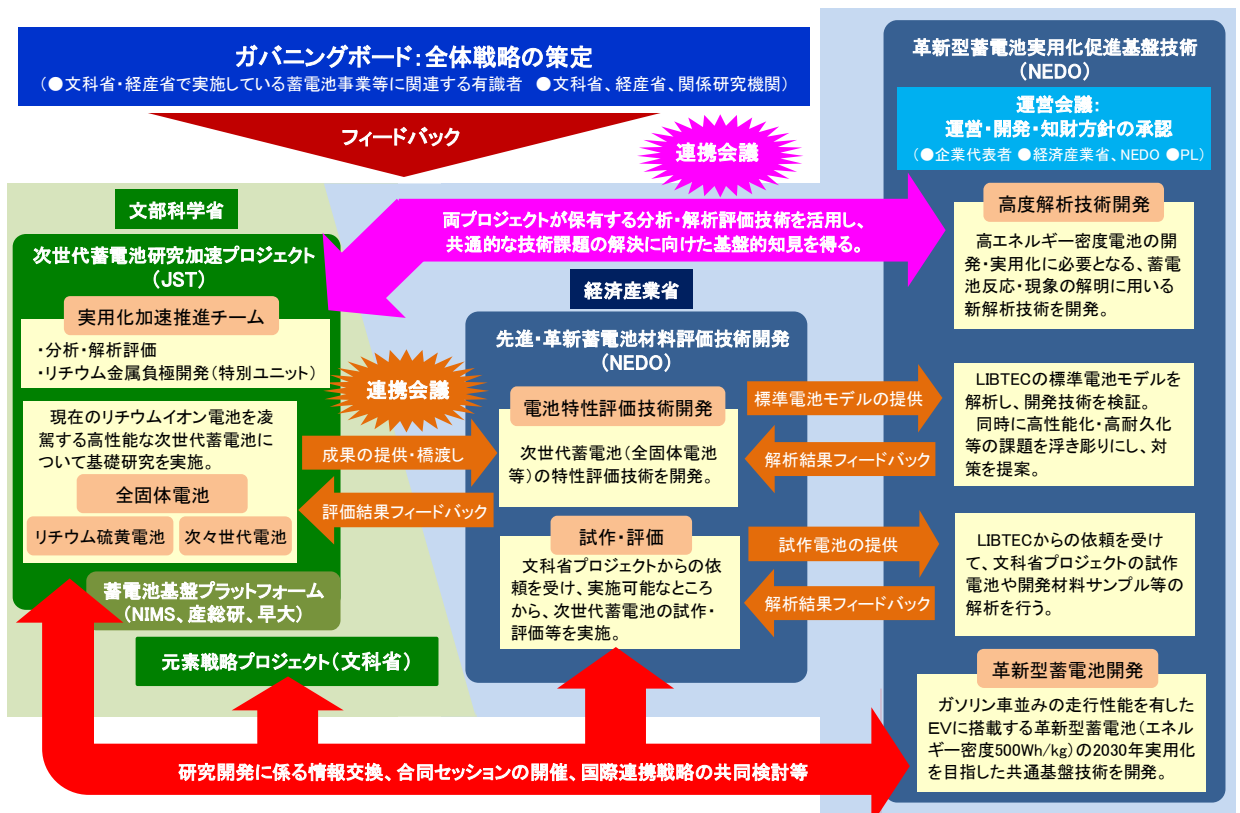 ガバニングボード：全体戦略の策定
（●文科省・経産省で実施している蓄電池事業等に関連する有識者　●文科省、経産省、関係研究機関）
フィードバック
連携会議
文部科学省
次世代蓄電池研究加速プロジェクト
（JST）
実用化加速推進チーム
・分析・解析評価
・リチウム金属負極開発（特別ユニット）
現在のリチウムイオン電池を凌
駕する高性能な次世代蓄電池に
ついて基礎研究を実施。
全固体電池
リチウム硫黄電池
次々世代電池
蓄電池基盤プラットフォーム
（NIMS、産総研、早大）
元素戦略プロジェクト（文科省）
両プロジェクトが保有する分析・解析評価技術を活用し、
共通的な技術課題の解決に向けた基盤的知見を得る。
連携会議
成果の提供・橋渡し
評価結果フィードバック
経済産業省
先進・革新蓄電池材料評価技術開発
（NEDO）
電池特性評価技術開発
次世代蓄電池（全固体電池
等）の特性評価技術を開発。
試作・評価
文科省プロジェクトからの依
頼を受け、実施可能なところ
から、次世代蓄電池の試作・
評価等を実施。
標準電池モデルの提供
解析結果フィードバック
試作電池の提供
解析結果フィードバック
革新型蓄電池実用化促進基盤技術
（NEDO）
運営会議：
運営・開発・知財方針の承認
（●企業代表者 ●経済産業省、NEDO ●PL）
高度解析技術開発
高エネルギー密度電池の開
発・実用化に必要となる、蓄電
池反応・現象の解明に用いる
新解析技術を開発。
LIBTECの標準電池モデルを
解析し、開発技術を検証。
同時に高性能化・高耐久化
等の課題を浮き彫りにし、対
策を提案。
LIBTECからの依頼を受け
て、文科省プロジェクトの試作
電池や開発材料サンプル等の
解析を行う。
革新型蓄電池開発
ガソリン車並みの走行性能を有した
EVに搭載する革新型蓄電池（エネル
ギー密度500Wh/kg）の2030年実用化
を目指した共通基盤技術を開発。
研究開発に係る情報交換、合同セッションの開催、国際連携戦略の共同検討等